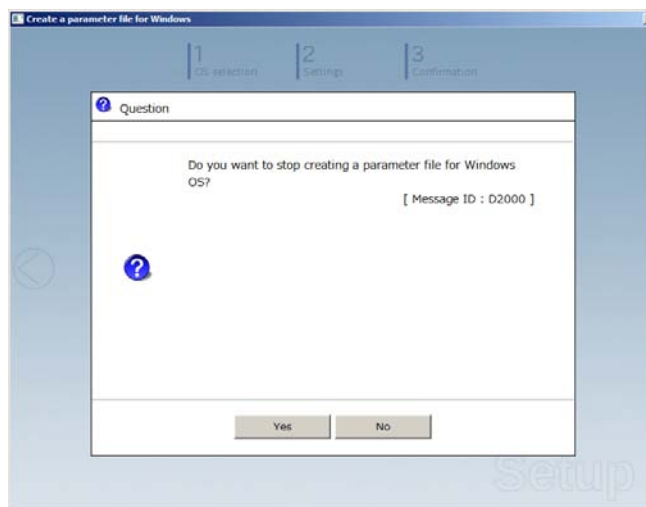 Create a parameter file for Windows
1
OS selection
2
Settings
3
Confirmation
Question
Do you want to stop creating a parameter file for Windows
OS?
[ Message ID : D2000 ]
Yes
No
Setup